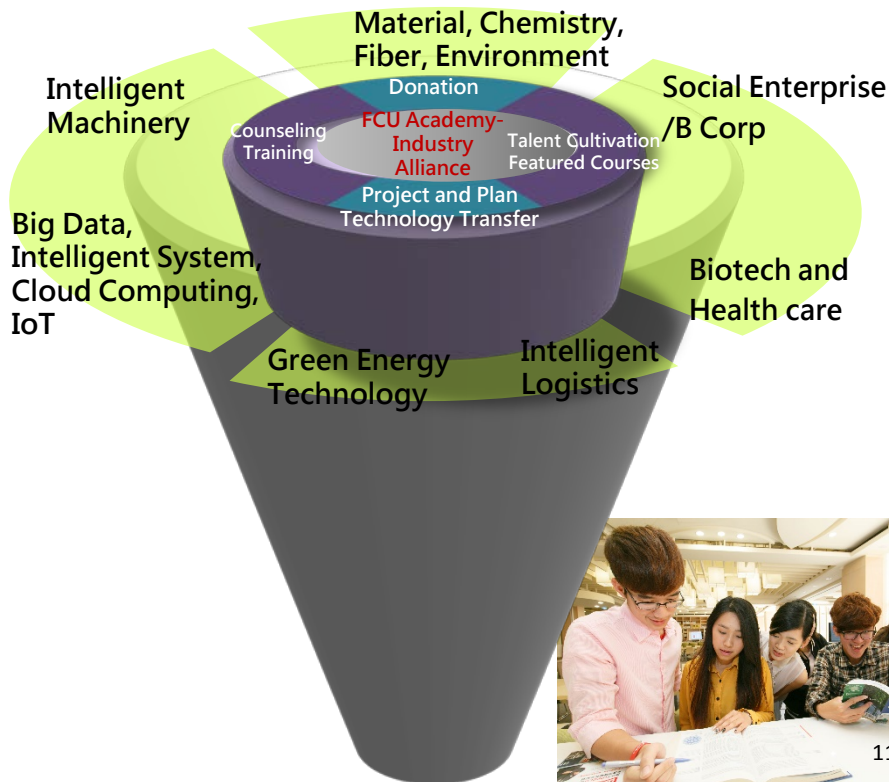 Material, Chemistry,
Fiber, Environment
Intelligent
Machinery
Social Enterprise
/B Corp
Donation
Counseling
Training
FCU Academy-
Industry
Alliance
Talent Cultivation
Featured Courses
Project and Plan
Technology Transfer
Big Data,
Intelligent System,
Cloud Computing,
IoT
Biotech and
Health care
Green Energy
Technology
Intelligent
Logistics
11